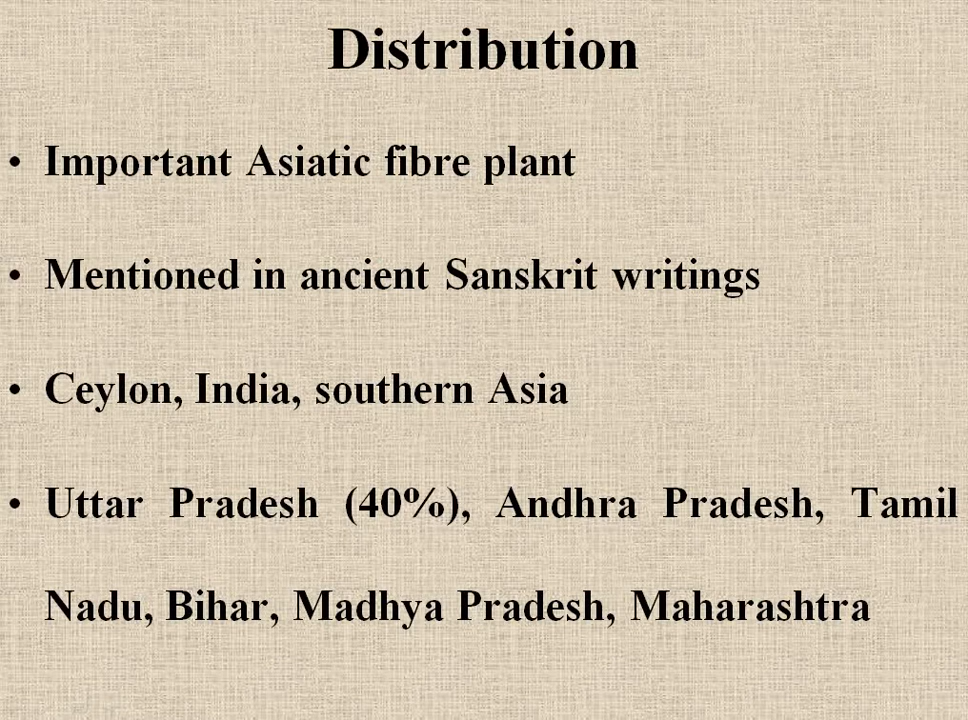 Distribution
• Important Asiatic fibre plant
• Mentioned in ancient Sanskrit writings
• Ceylon, India, southern Asia
• Uttar Pradesh (40%), Andhra Pradesh, Tamil
Nadu, Bihar, Madhya Pradesh, Maharashtra